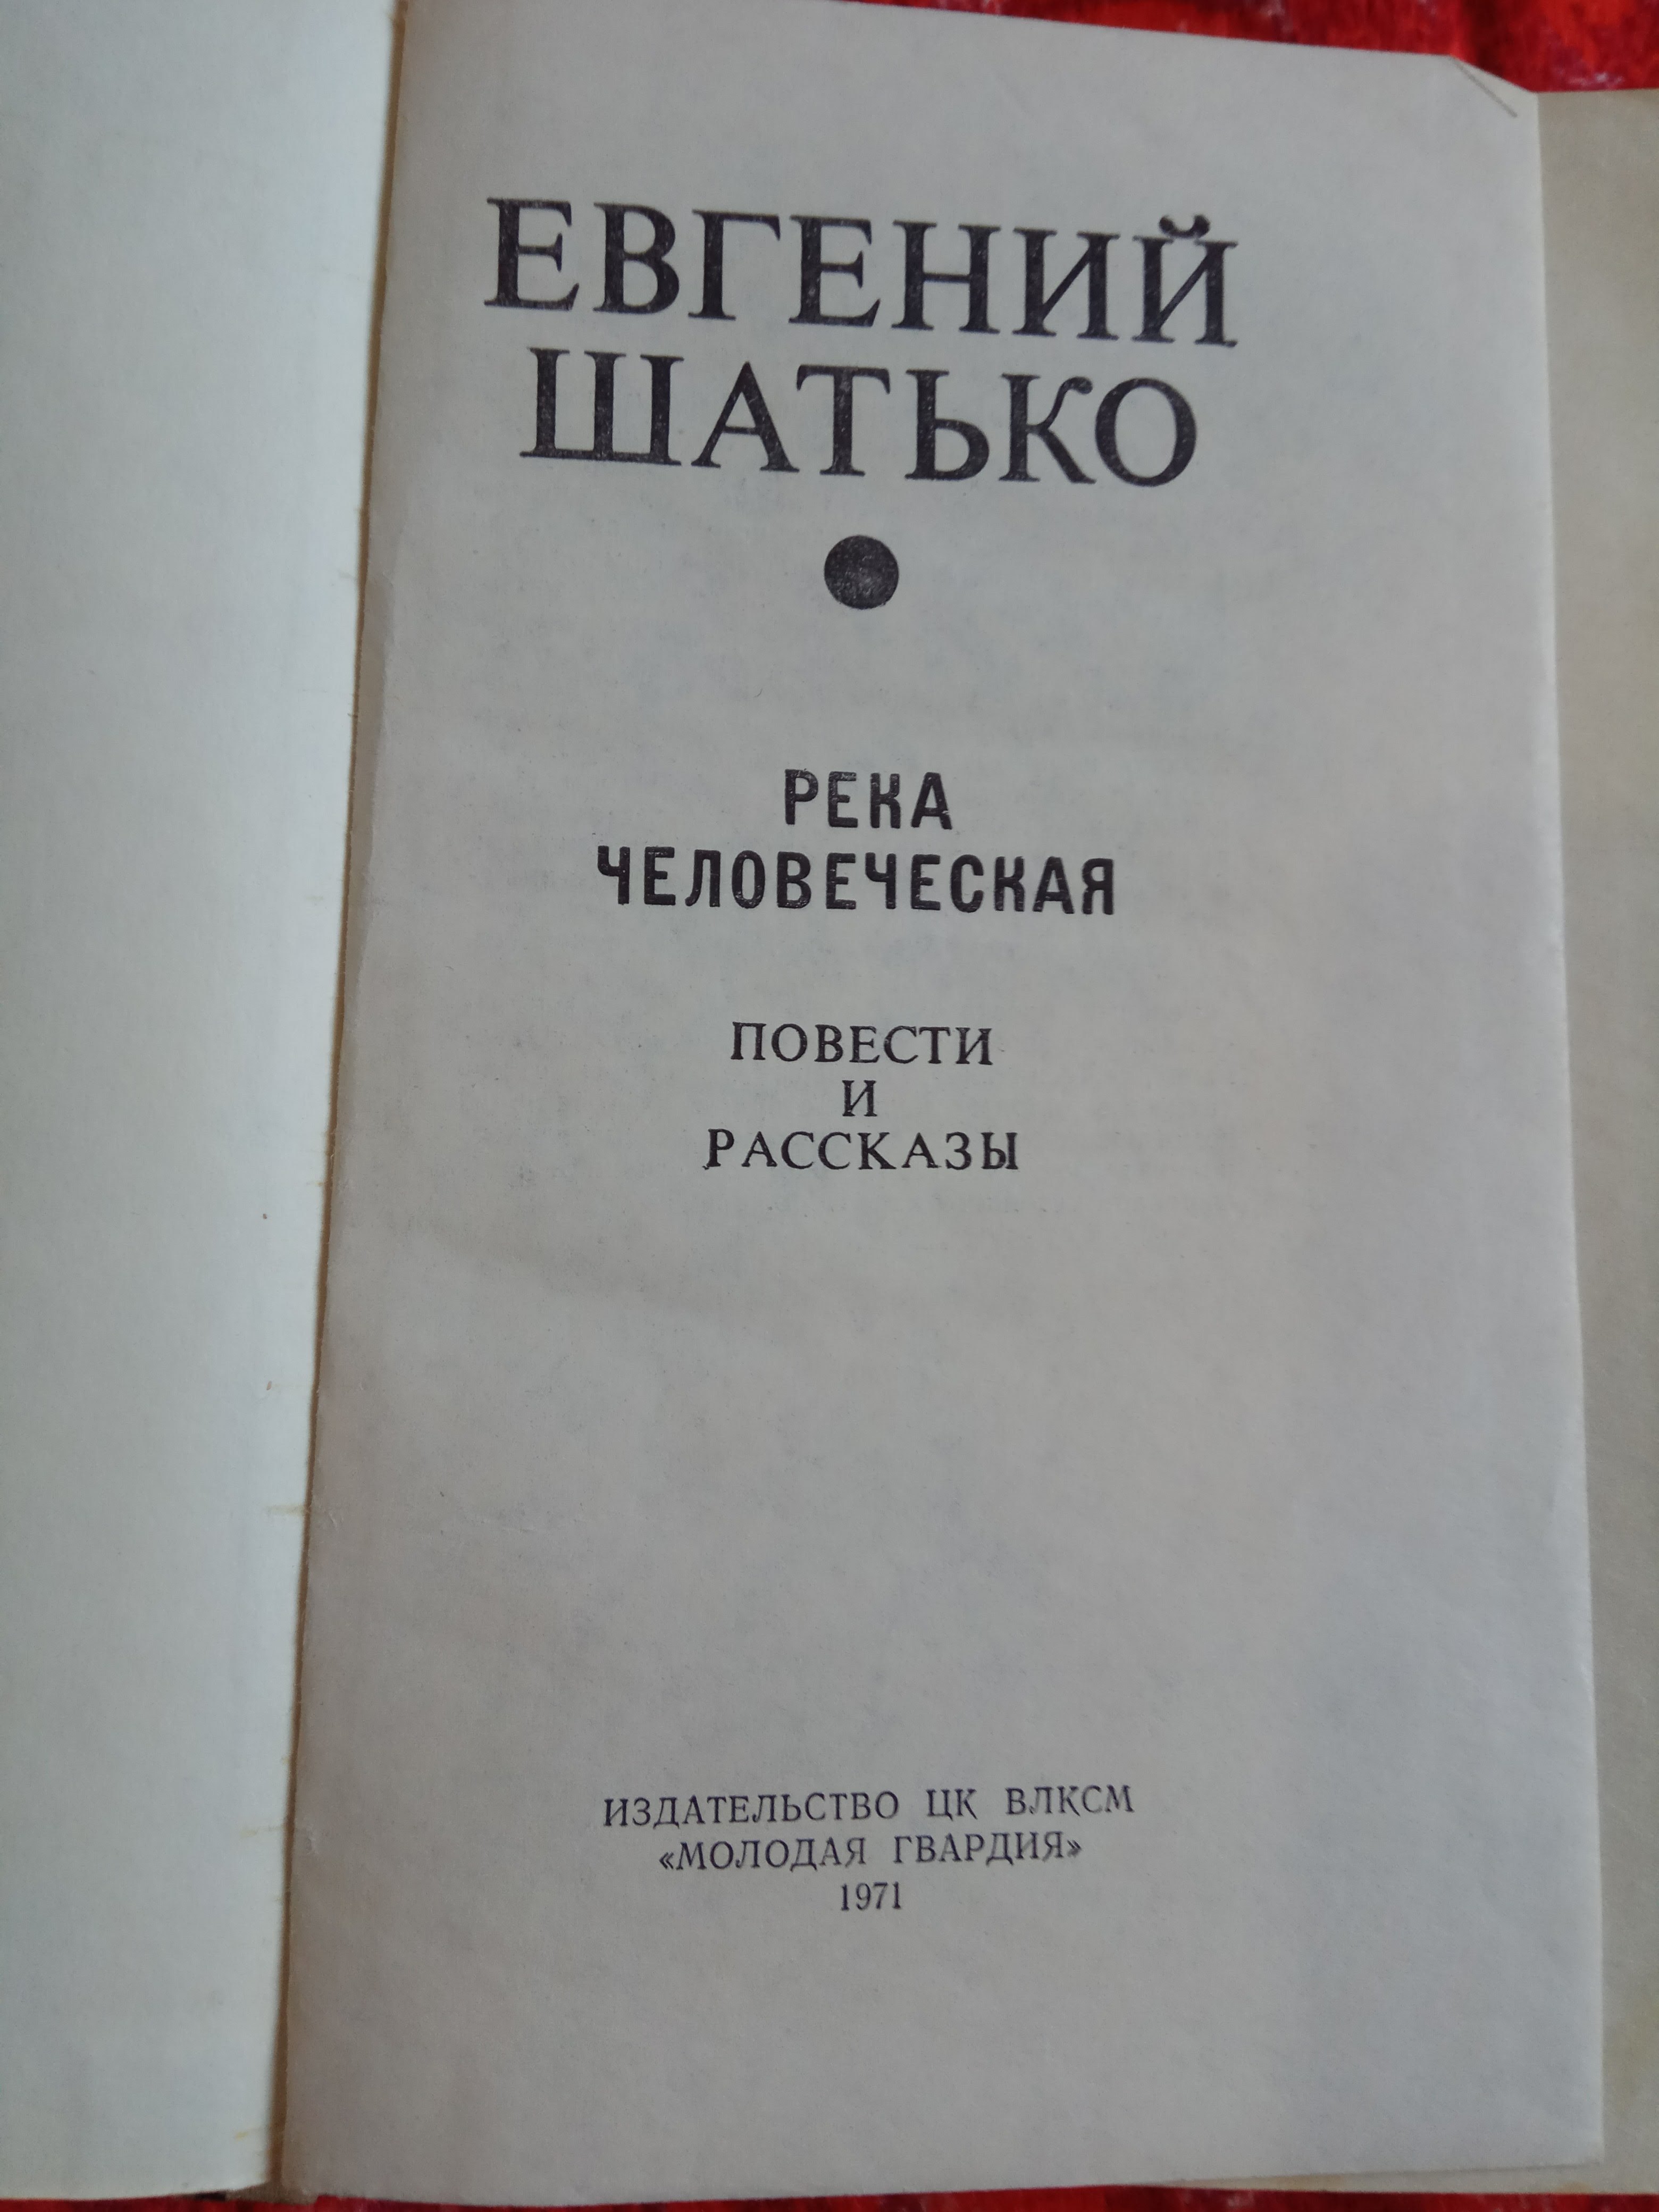 ЕВГЕНИЙ
ШАТЬКО
РЕКА
ЧЕЛОВЕЧЕСКАЯ
ПОВЕСТИ
И
РАССКАЗЫ
ИЗДАТЕЛЬСТВО ЦК ВЛКСМ
«МОЛОДАЯ ГВАРДИЯ»
1971